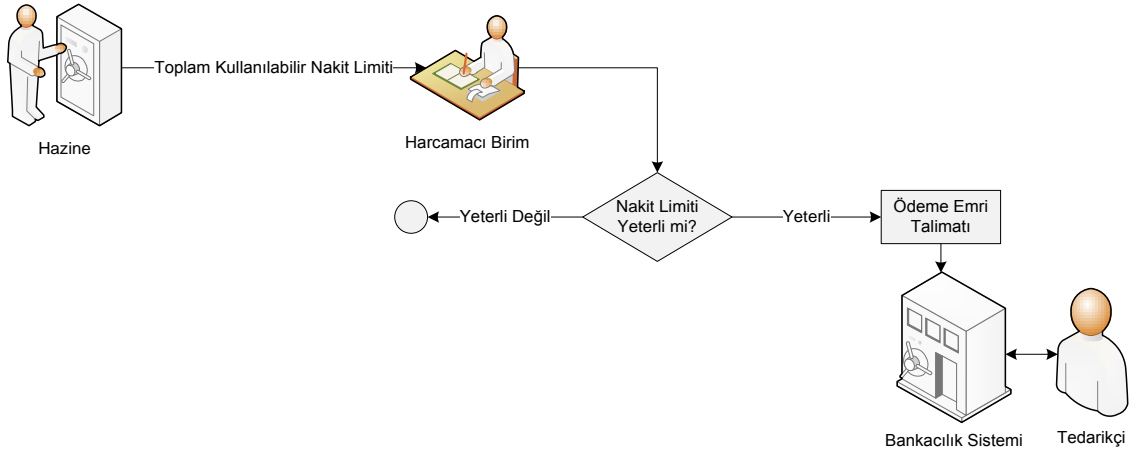 Toplam Kullanılabilir Nakit Limiti
Hazine
Harcamacı Birim
Yeterli Değil
Nakit Limiti
Yeterli mi?
Yeterli
Ödeme Emri
Talimatı
Bankacılık Sistemi
Tedarikçi